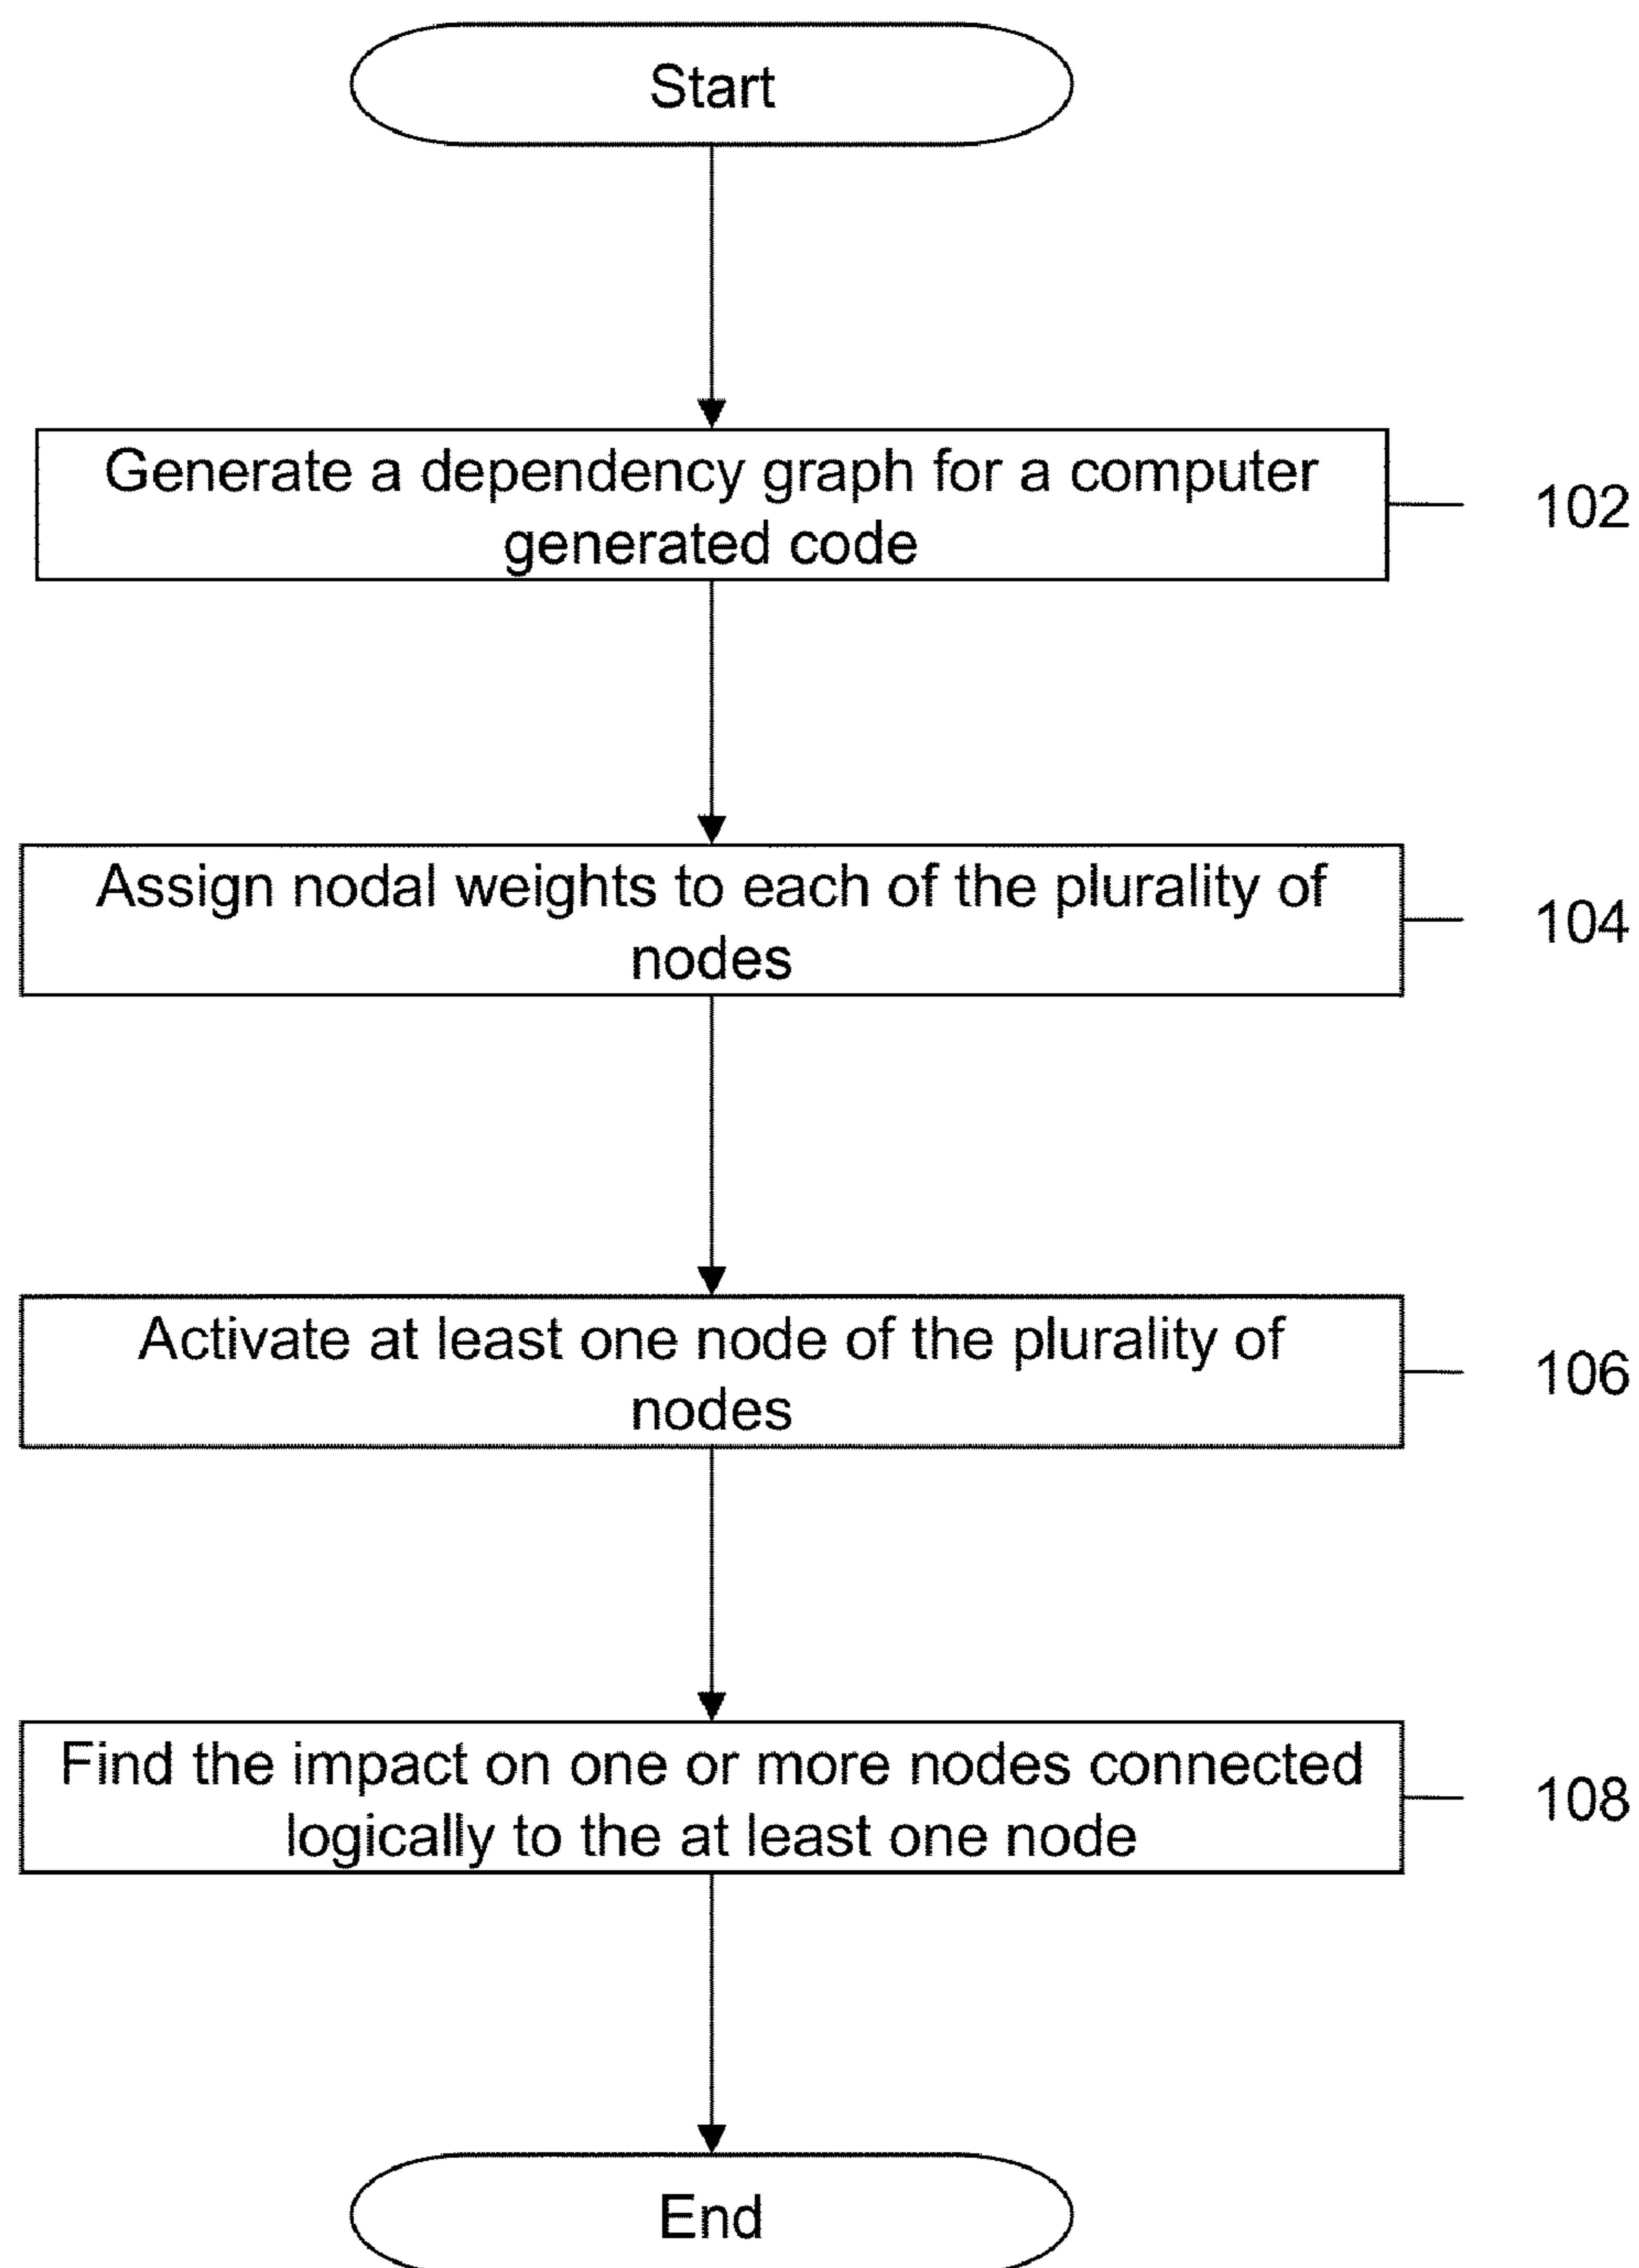 Start
Generate a dependency graph for a computer
generated code
102
Assign nodal weights to each of the plurality of
nodes
104
Activate at least one node of the plurality of
nodes
106
Find the impact on one or more nodes connected
logically to the at least one node
108
End